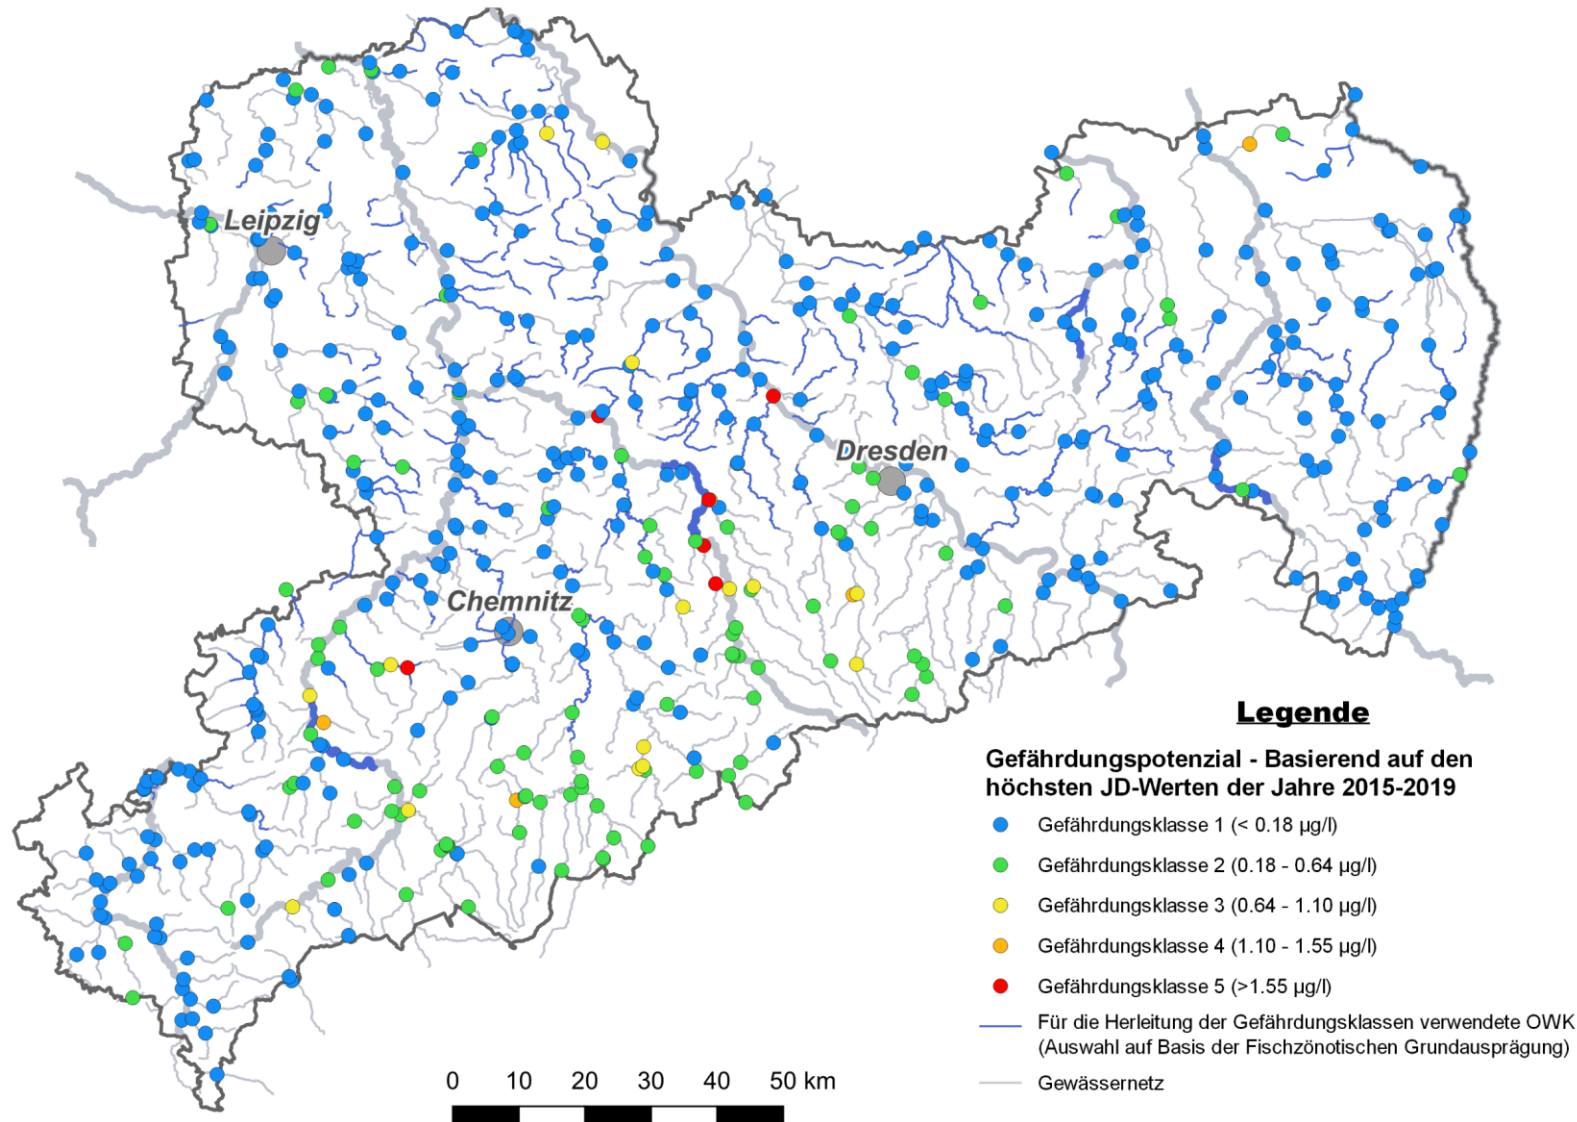 Leipzig
Dresden
Chemnitz
Legende
Gefährdungspotenzial - Basierend auf den
höchsten JD-Werten der Jahre 2015-2019
Gefährdungsklasse 1 (< 0.18 µg/l)
Gefährdungsklasse 2 (0.18 - 0.64 µg/l)
Gefährdungsklasse 3 (0.64 - 1.10 µg/l)
Gefährdungsklasse 4 (1.10 - 1.55 µg/l)
Gefährdungsklasse 5 (>1.55 µg/l)
Für die Herleitung der Gefährdungsklassen verwendete OWK
(Auswahl auf Basis der Fischzönotischen Grundausprägung)
Gewässernetz
0 10 20 30 40 50 km